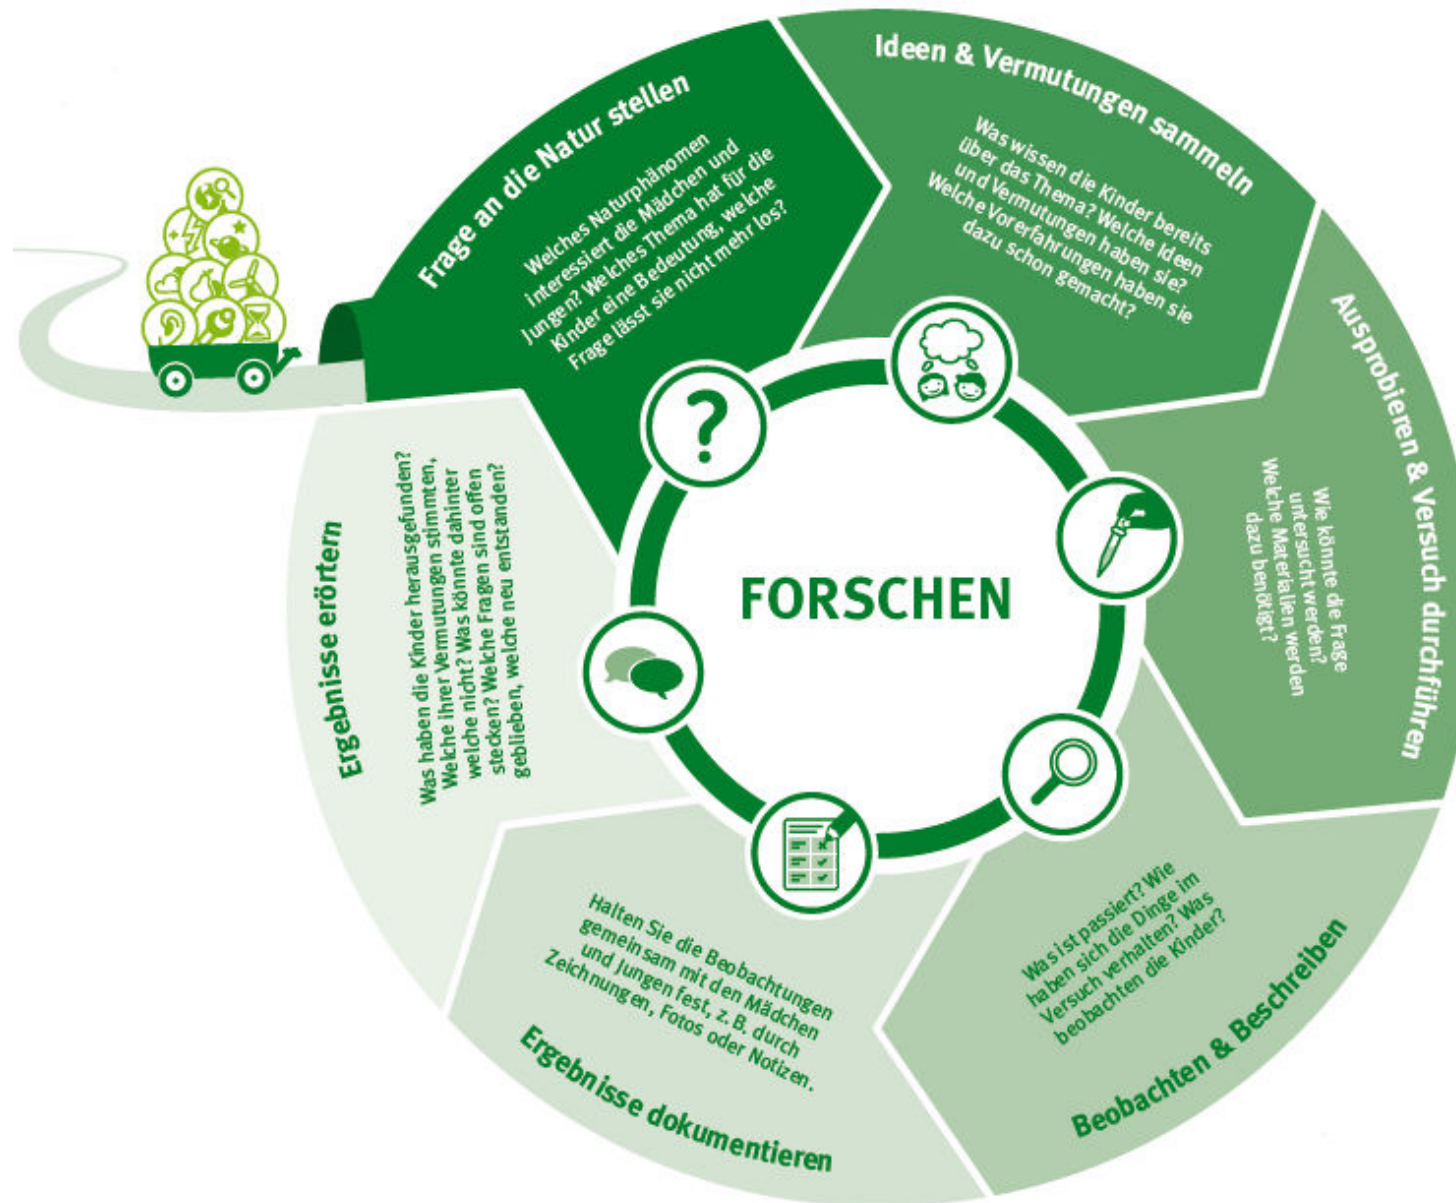 Frage an die Natur stellen
Welches Naturphänomen
interessiert die Mädchen und
Jungen? Welches Thema hat für die
Kinder eine Bedeutung, welche
Frage lässt sie nicht mehr los?
Ideen & Vermutungen sammeln
Was wissen die Kinder bereits
über das Thema? Welche Ideen
und Vermutungen haben sie?
Welche Vorerfahrungen haben sie
dazu schon gemacht?
Ausprobieren & Versuch durchführen
Wie könnte die Frage
untersucht werden?
Welche Materialien werden
dazu benötigt?
Beobachten & Beschreiben
Was ist passiert? Wie
haben sich die Dinge im
Versuch verhalten? Was
beobachten die Kinder?
Ergebnisse dokumentieren
Halten Sie die Beobachtungen
gemeinsam mit den Mädchen
und Jungen fest, z. B. durch
Zeichnungen, Fotos oder Notizen.
Ergebnisse erörtern
Was haben die Kinder herausgefunden?
Welche ihrer Vermutungen stimmten,
welche nicht? Was könnte dahinter
stecken? Welche Fragen sind offen
geblieben, welche neu entstanden?
?
FORSCHEN